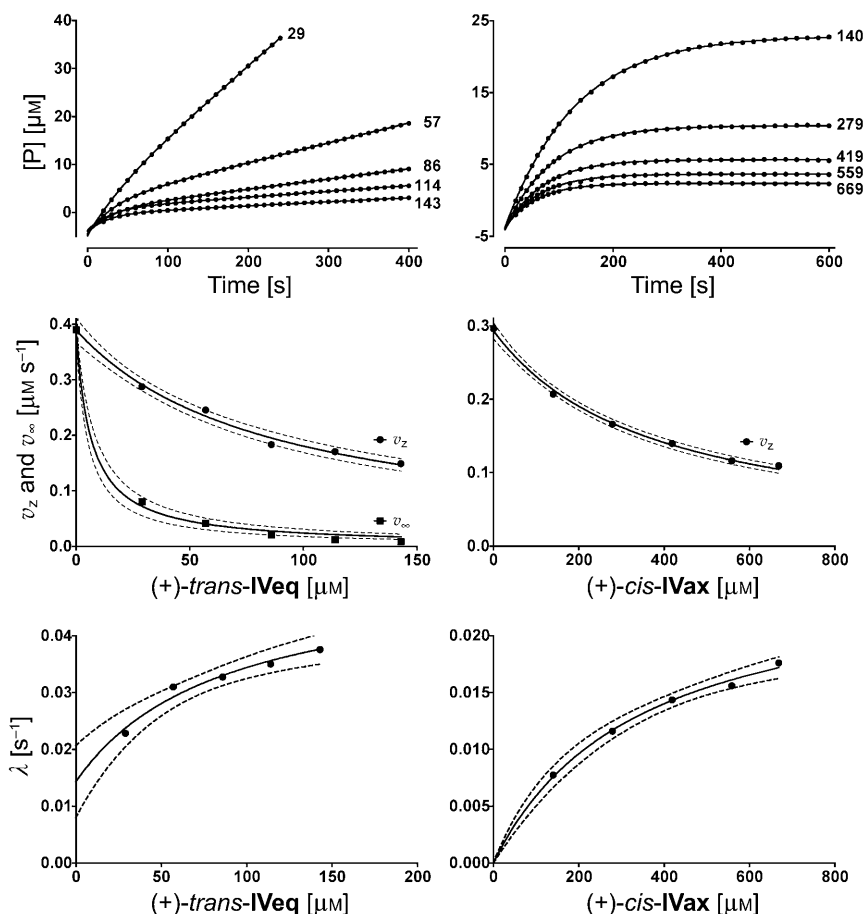 [P] [µM]
40
30
20
10
0
29
57
86
114
143
0 100 200 300 400
Time [s]
25
15
5
-5
140
279
419
559
669
0 200 400 600
Time [s]
v_z and v_∞ [µM s⁻¹]
0.4
0.3
0.2
0.1
0.0
v_z
v_∞
0 50 100 150
(+)-trans-IVeq [µM]
0.3
0.2
0.1
0.0
v_z
0 200 400 600 800
(+)-cis-IVax [µM]
λ [s⁻¹]
0.04
0.03
0.02
0.01
0.00
0 50 100 150 200
(+)-trans-IVeq [µM]
0.020
0.015
0.010
0.005
0.000
0 200 400 600 800
(+)-cis-IVax [µM]